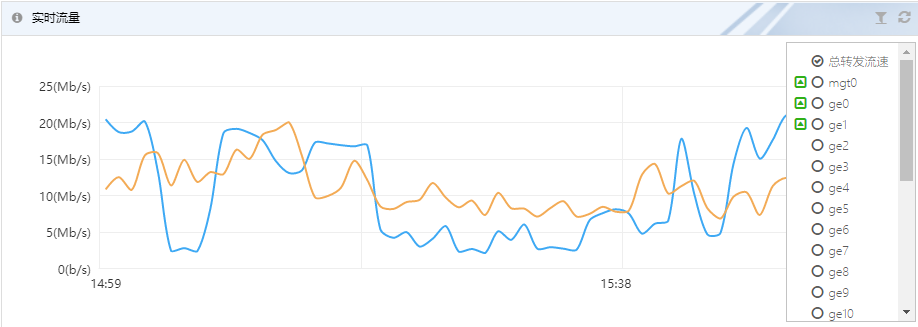 实时流量
总转发流速
mgt0
ge0
ge1
ge2
ge3
ge4
ge5
ge6
ge7
ge8
ge9
ge10
25(Mb/s)
20(Mb/s)
15(Mb/s)
10(Mb/s)
5(Mb/s)
0(b/s)
14:59
15:38